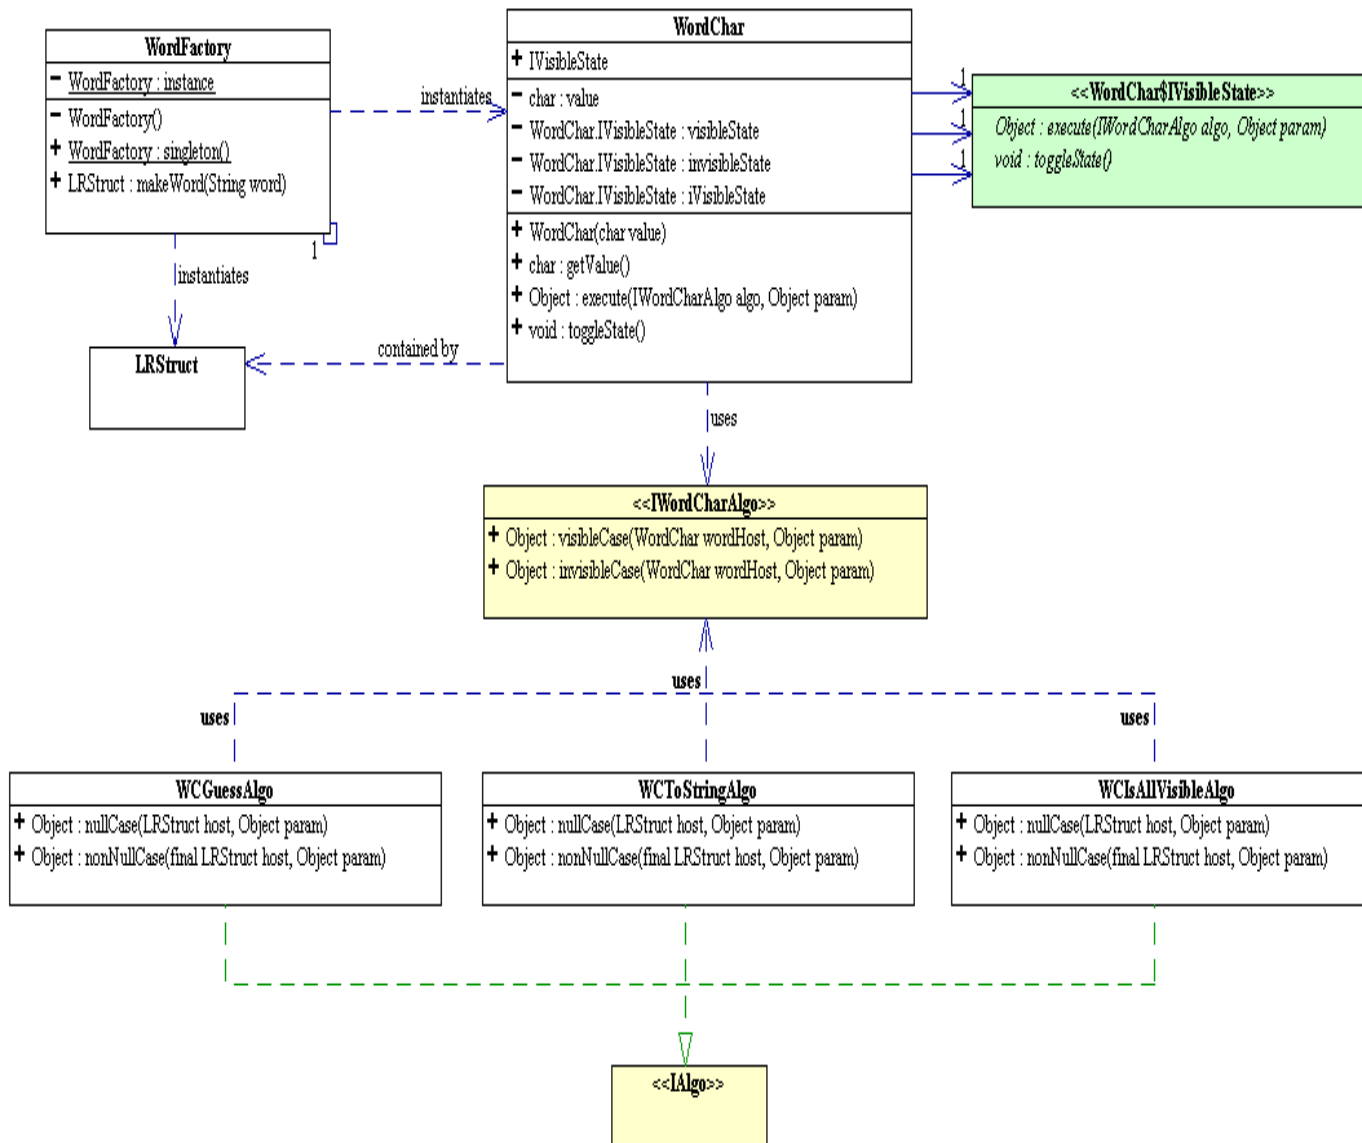 WordFactory
− WordFactory : instance
− WordFactory()
+ WordFactory : singleton()
+ LRStruct : makeWord(String word)
1
instantiates
instantiates
WordChar
+ IVisibleState
− char : value
− WordChar.IVisibleState : visibleState
− WordChar.IVisibleState : invisibleState
− WordChar.IVisibleState : iVisibleState
+ WordChar(char value)
+ char : getValue()
+ Object : execute(IWordCharAlgo algo, Object param)
+ void : toggleState()
1
1
1
<<WordChar$IVisibleState>>
Object : execute(IWordCharAlgo algo, Object param)
void : toggleState()
LRStruct
contained by
uses
<<IWordCharAlgo>>
+ Object : visibleCase(WordChar wordHost, Object param)
+ Object : invisibleCase(WordChar wordHost, Object param)
uses
uses
uses
WCGuessAlgo
+ Object : nullCase(LRStruct host, Object param)
+ Object : nonNullCase(final LRStruct host, Object param)
WCToStringAlgo
+ Object : nullCase(LRStruct host, Object param)
+ Object : nonNullCase(final LRStruct host, Object param)
WCIsAllVisibleAlgo
+ Object : nullCase(LRStruct host, Object param)
+ Object : nonNullCase(final LRStruct host, Object param)
<<IAlgo>>